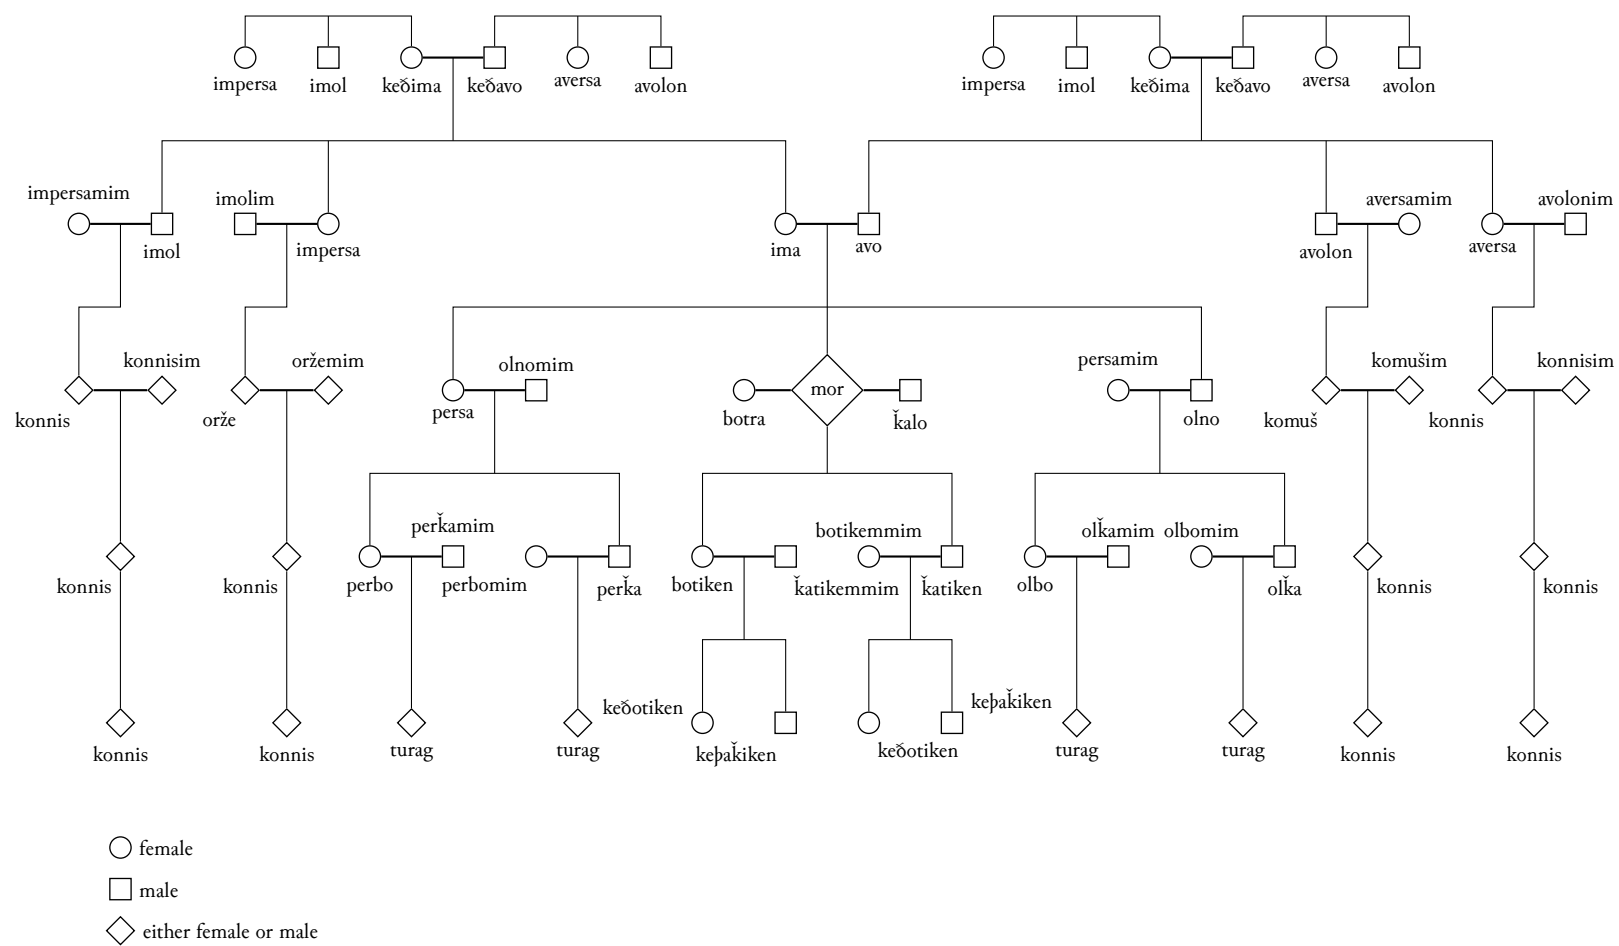 impersa imol keðima keðavo aversa avolon impersa imol keðima keðavo aversa avolon
impersamim imolim aversamim avolonim
imol impersa ima avo avolon aversa
konnisim oržemim olnomim persamim komušim konnisim
mor
konnis orže persa botra ǩalo olno komuš konnis
perǩamim botikemmim olǩamim olbomim
konnis konnis perbo perbomim perǩa botiken ǩatikemmim ǩatiken olbo olǩa konnis konnis
keðotiken keþaǩiken
konnis konnis turag turag keþaǩiken keðotiken turag turag konnis konnis
female
male
either female or male